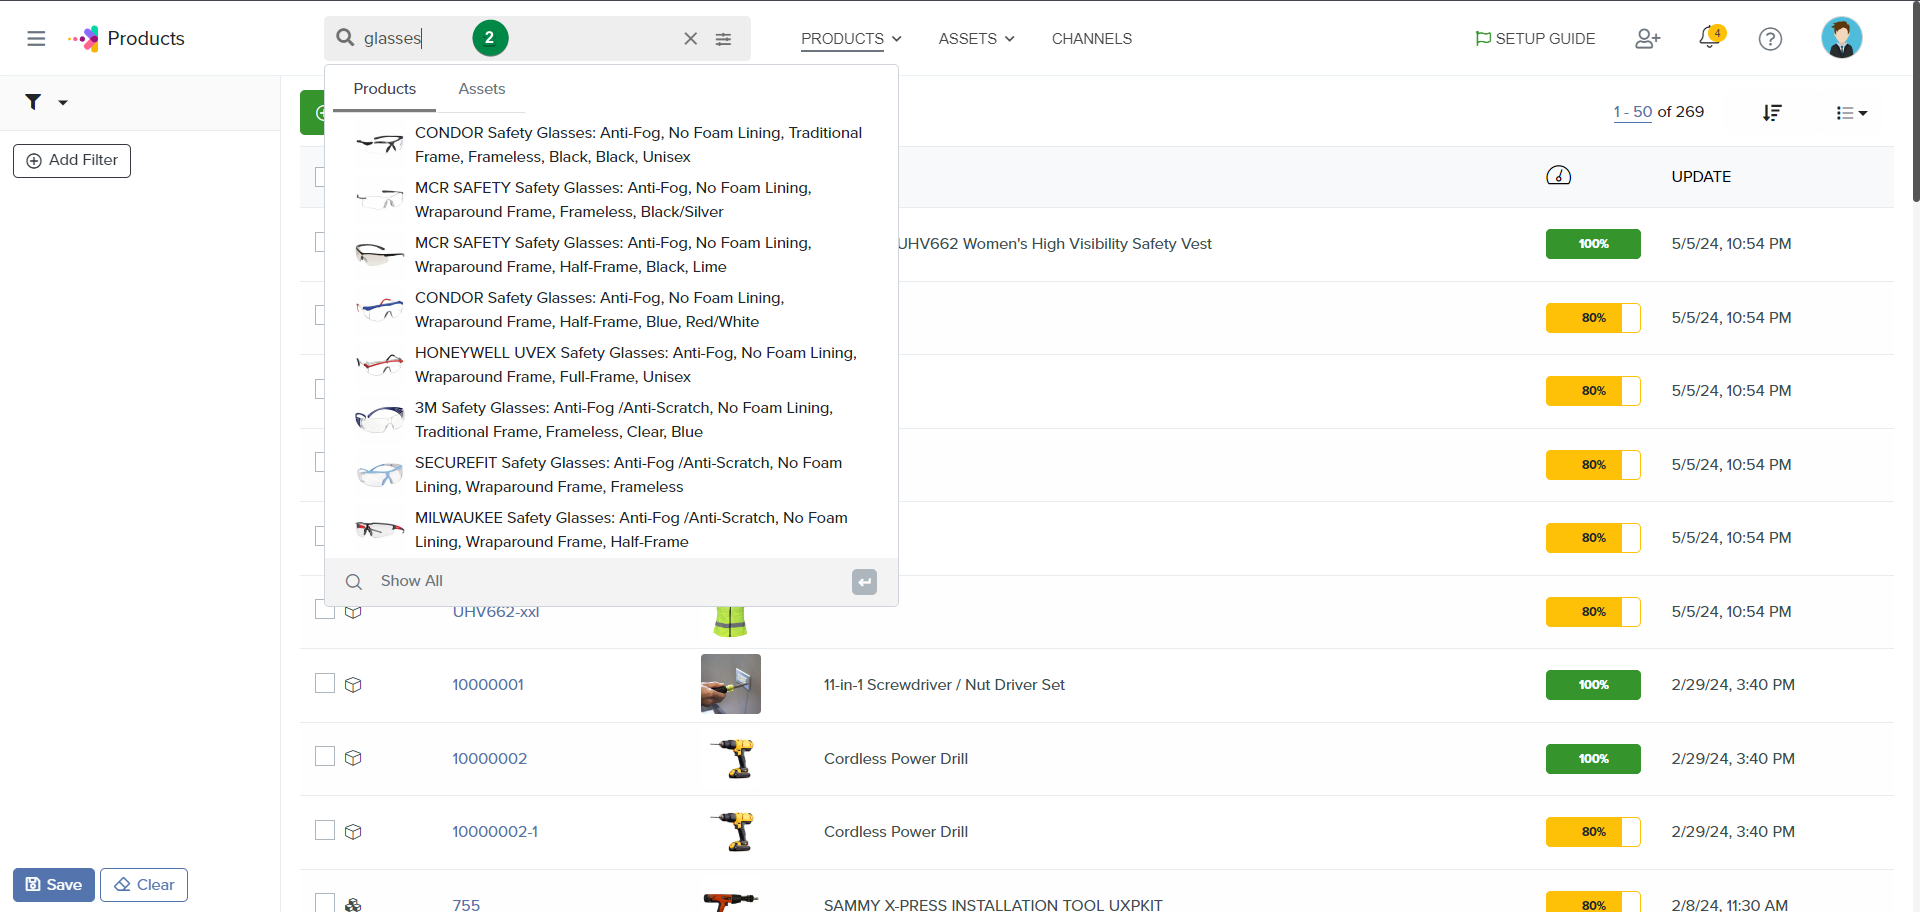 Products
glasses
2
PRODUCTS
ASSETS
CHANNELS
SETUP GUIDE
4
?
Products
Assets
CONDOR Safety Glasses: Anti-Fog, No Foam Lining, Traditional
Frame, Frameless, Black, Black, Unisex
MCR SAFETY Safety Glasses: Anti-Fog, No Foam Lining,
Wraparound Frame, Frameless, Black/Silver
MCR SAFETY Safety Glasses: Anti-Fog, No Foam Lining,
Wraparound Frame, Half-Frame, Black, Lime
CONDOR Safety Glasses: Anti-Fog, No Foam Lining,
Wraparound Frame, Half-Frame, Blue, Red/White
HONEYWELL UVEX Safety Glasses: Anti-Fog, No Foam Lining,
Wraparound Frame, Full-Frame, Unisex
3M Safety Glasses: Anti-Fog /Anti-Scratch, No Foam Lining,
Traditional Frame, Frameless, Clear, Blue
SECUREFIT Safety Glasses: Anti-Fog /Anti-Scratch, No Foam
Lining, Wraparound Frame, Frameless
MILWAUKEE Safety Glasses: Anti-Fog /Anti-Scratch, No Foam
Lining, Wraparound Frame, Half-Frame
Show All
Add Filter
Save
Clear
1 - 50 of 269
UPDATE
UHV662 Women's High Visibility Safety Vest
100%
5/5/24, 10:54 PM
80%
5/5/24, 10:54 PM
80%
5/5/24, 10:54 PM
80%
5/5/24, 10:54 PM
80%
5/5/24, 10:54 PM
UHV662-xxl
80%
5/5/24, 10:54 PM
10000001
11-in-1 Screwdriver / Nut Driver Set
100%
2/29/24, 3:40 PM
10000002
Cordless Power Drill
100%
2/29/24, 3:40 PM
10000002-1
Cordless Power Drill
80%
2/29/24, 3:40 PM
755
SAMMY X-PRESS INSTALLATION TOOL UXPKIT
80%
2/8/24, 11:30 AM